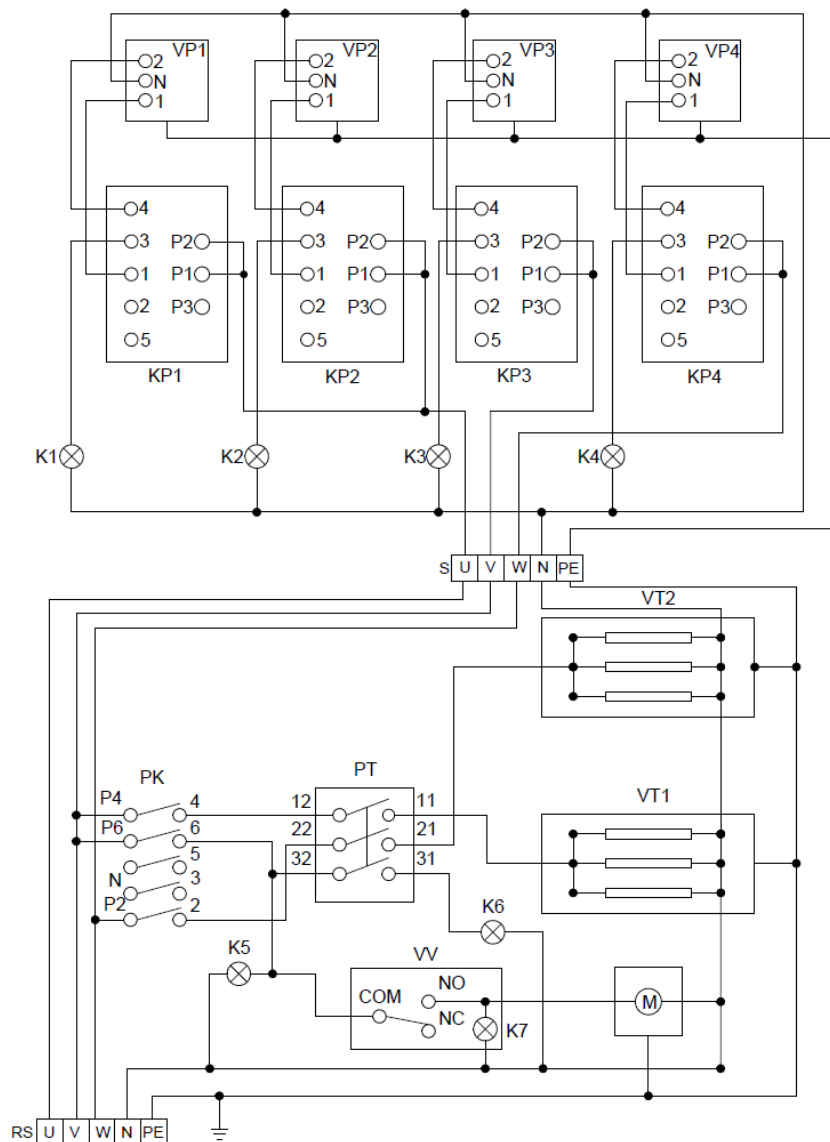 VP1 VP2 VP3 VP4
2 2 2 2
N N N N
1 1 1 1
4 4 4 4
3 P2 3 P2 3 P2 3 P2
1 P1 1 P1 1 P1 1 P1
2 P3 2 P3 2 P3 2 P3
5 5 5 5
KP1 KP2 KP3 KP4
K1 K2 K3 K4
S U V W N PE
VT2
PK PT VT1
P4 4 12 11
P6 6 22 21
5 32 31
N 3
P2 2
K6
K5 VV
COM NO M
NC K7
RS U V W N PE